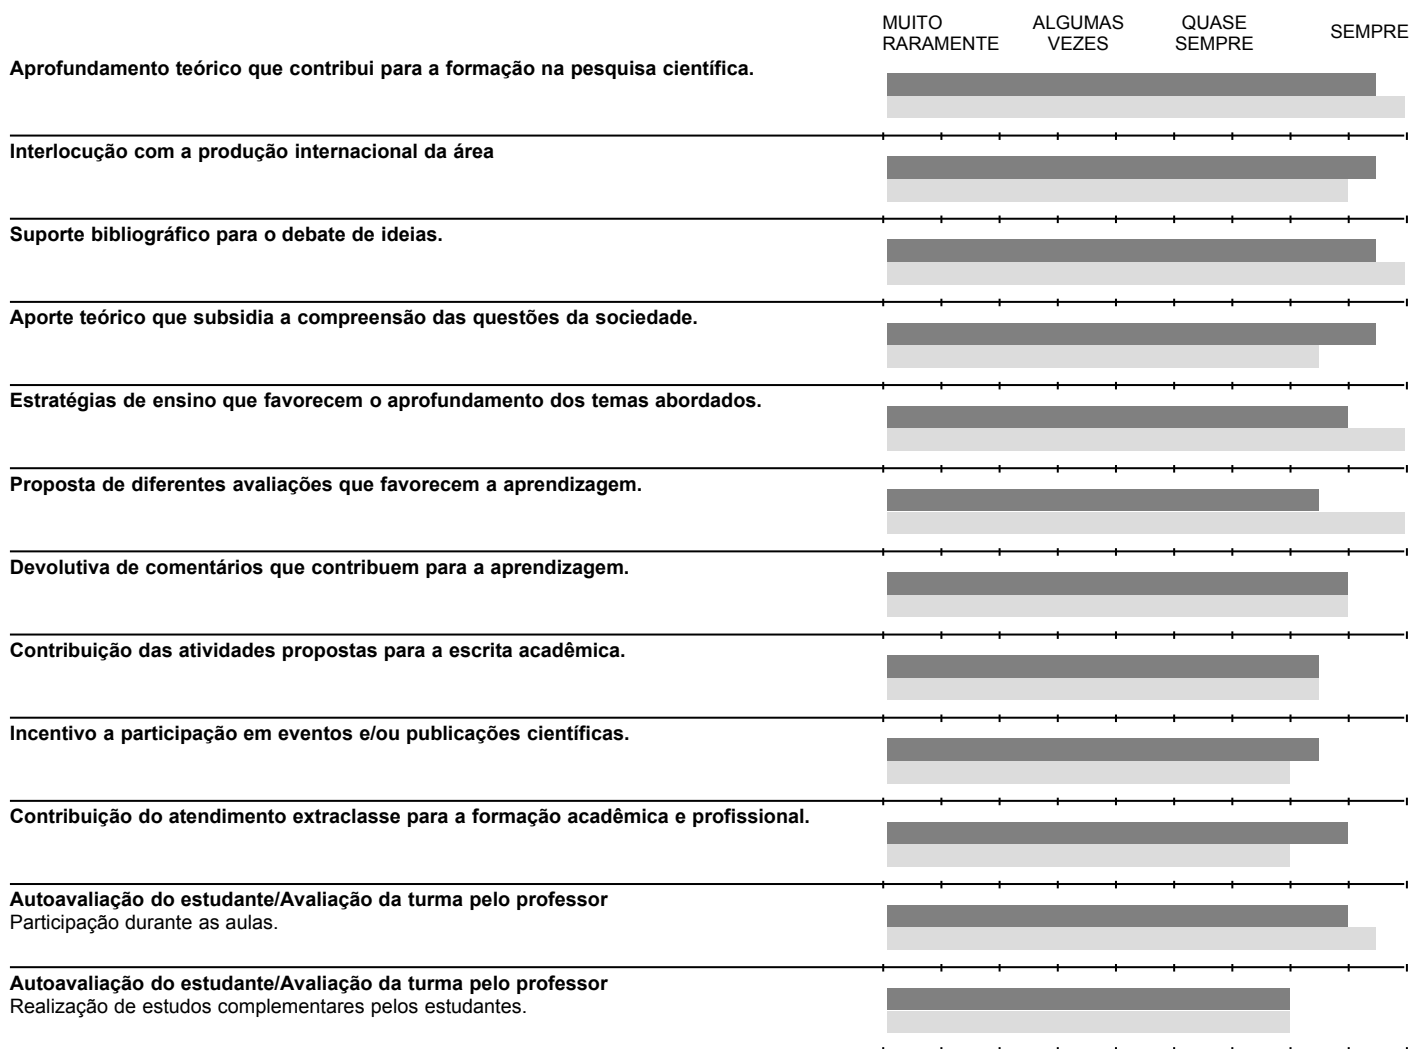 MUITO RARAMENTE
ALGUMAS VEZES
QUASE SEMPRE
SEMPRE
Aprofundamento teórico que contribui para a formação na pesquisa científica.
Interlocução com a produção internacional da área
Suporte bibliográfico para o debate de ideias.
Aporte teórico que subsidia a compreensão das questões da sociedade.
Estratégias de ensino que favorecem o aprofundamento dos temas abordados.
Proposta de diferentes avaliações que favorecem a aprendizagem.
Devolutiva de comentários que contribuem para a aprendizagem.
Contribuição das atividades propostas para a escrita acadêmica.
Incentivo a participação em eventos e/ou publicações científicas.
Contribuição do atendimento extraclasse para a formação acadêmica e profissional.
Autoavaliação do estudante/Avaliação da turma pelo professor
Participação durante as aulas.
Autoavaliação do estudante/Avaliação da turma pelo professor
Realização de estudos complementares pelos estudantes.